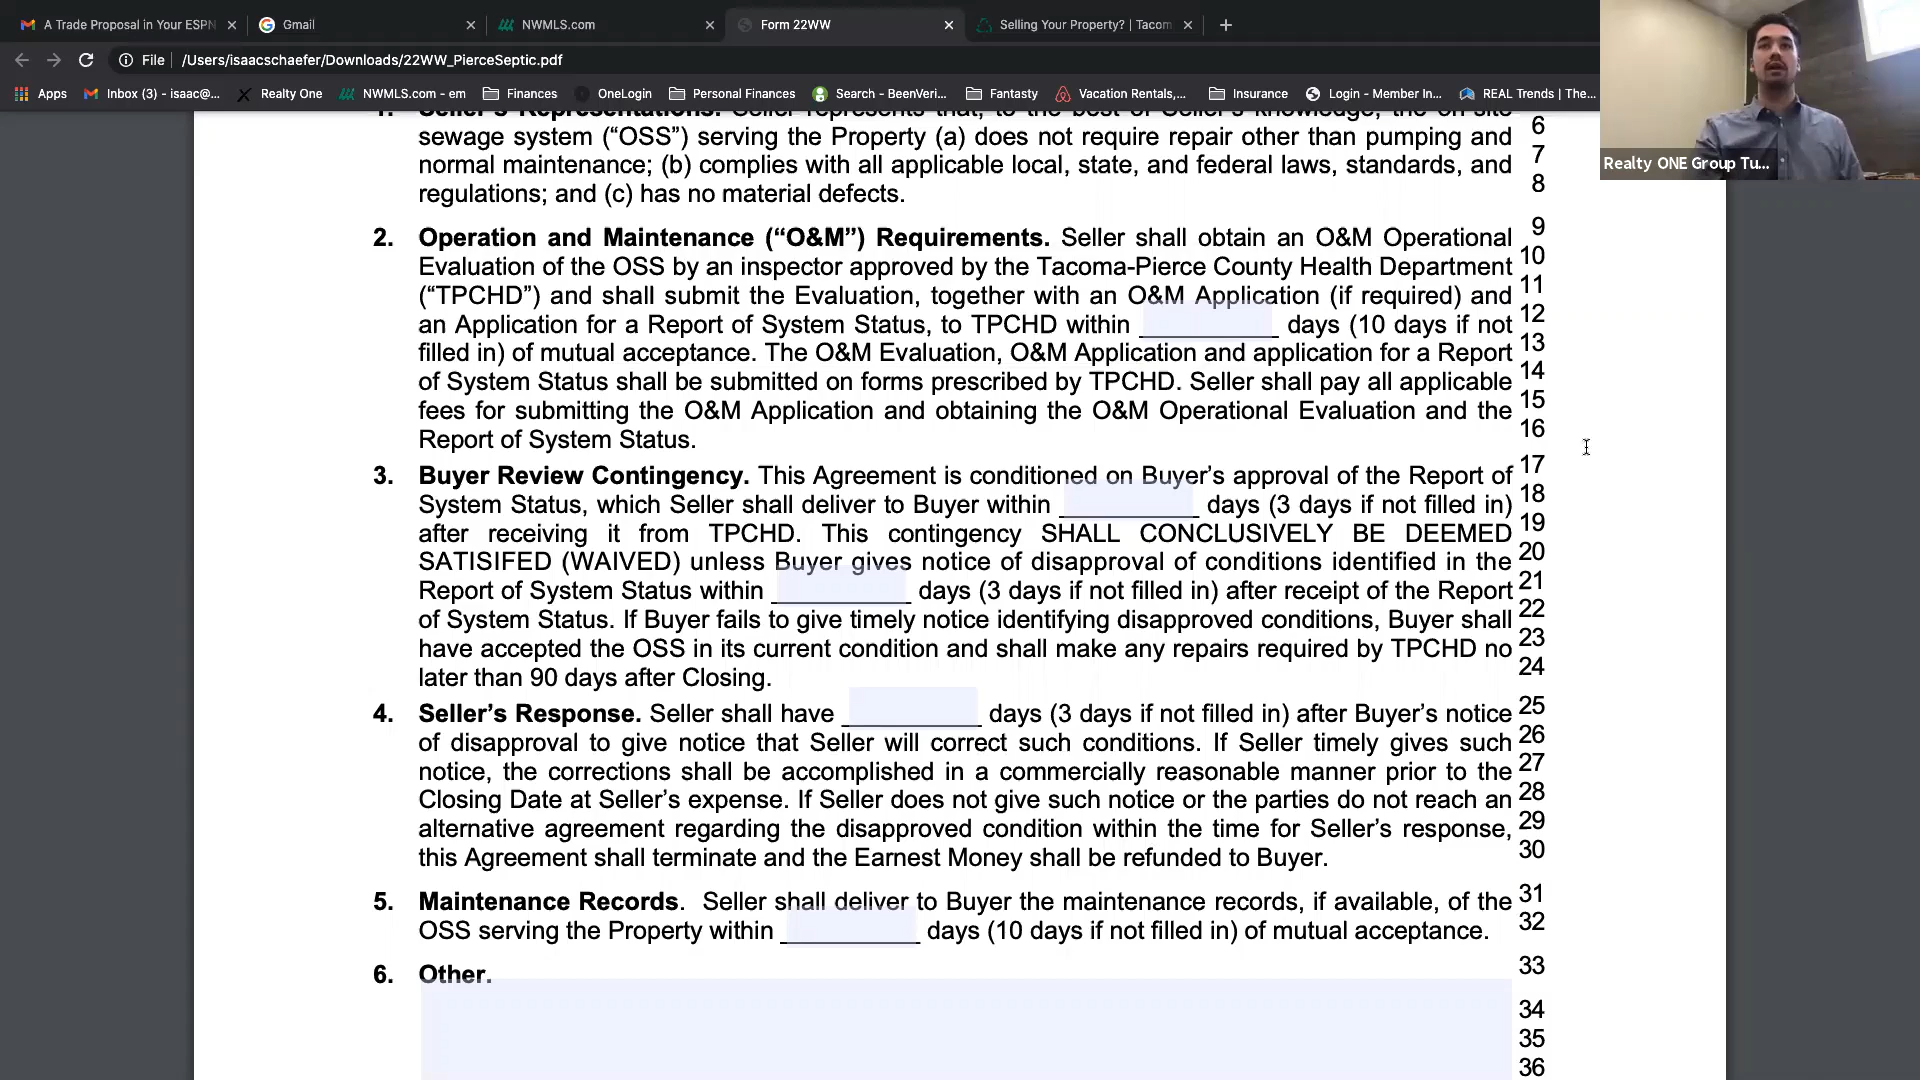 A Trade Proposal in Your ESPN
Gmail
NWMLS.com
Form 22WW
Selling Your Property? | Tacom
File
/Users/isaacschaefer/Downloads/22WW_PierceSeptic.pdf
Apps
Inbox (3) - isaac@...
Realty One
NWMLS.com - em
Finances
OneLogin
Personal Finances
Search - BeenVeri...
Fantasty
Vacation Rentals,...
Insurance
Login - Member In...
REAL Trends | The...
Realty ONE Group Tu...
1. Seller's Representations. Seller represents that, to the best of Seller's knowledge, the on-site
sewage system (“OSS”) serving the Property (a) does not require repair other than pumping and 6
normal maintenance; (b) complies with all applicable local, state, and federal laws, standards, and 7
regulations; and (c) has no material defects. 8
2. Operation and Maintenance (“O&M”) Requirements. Seller shall obtain an O&M Operational 9
Evaluation of the OSS by an inspector approved by the Tacoma-Pierce County Health Department 10
(“TPCHD”) and shall submit the Evaluation, together with an O&M Application (if required) and 11
an Application for a Report of System Status, to TPCHD within __________ days (10 days if not 12
filled in) of mutual acceptance. The O&M Evaluation, O&M Application and application for a Report 13
of System Status shall be submitted on forms prescribed by TPCHD. Seller shall pay all applicable 14
fees for submitting the O&M Application and obtaining the O&M Operational Evaluation and the 15
Report of System Status. 16
3. Buyer Review Contingency. This Agreement is conditioned on Buyer’s approval of the Report of 17
System Status, which Seller shall deliver to Buyer within __________ days (3 days if not filled in) 18
after receiving it from TPCHD. This contingency SHALL CONCLUSIVELY BE DEEMED 19
SATISIFED (WAIVED) unless Buyer gives notice of disapproval of conditions identified in the 20
Report of System Status within __________ days (3 days if not filled in) after receipt of the Report 21
of System Status. If Buyer fails to give timely notice identifying disapproved conditions, Buyer shall 22
have accepted the OSS in its current condition and shall make any repairs required by TPCHD no 23
later than 90 days after Closing. 24
4. Seller’s Response. Seller shall have __________ days (3 days if not filled in) after Buyer’s notice 25
of disapproval to give notice that Seller will correct such conditions. If Seller timely gives such 26
notice, the corrections shall be accomplished in a commercially reasonable manner prior to the 27
Closing Date at Seller’s expense. If Seller does not give such notice or the parties do not reach an 28
alternative agreement regarding the disapproved condition within the time for Seller’s response, 29
this Agreement shall terminate and the Earnest Money shall be refunded to Buyer. 30
5. Maintenance Records. Seller shall deliver to Buyer the maintenance records, if available, of the 31
OSS serving the Property within __________ days (10 days if not filled in) of mutual acceptance. 32
6. Other. 33
34
35
36